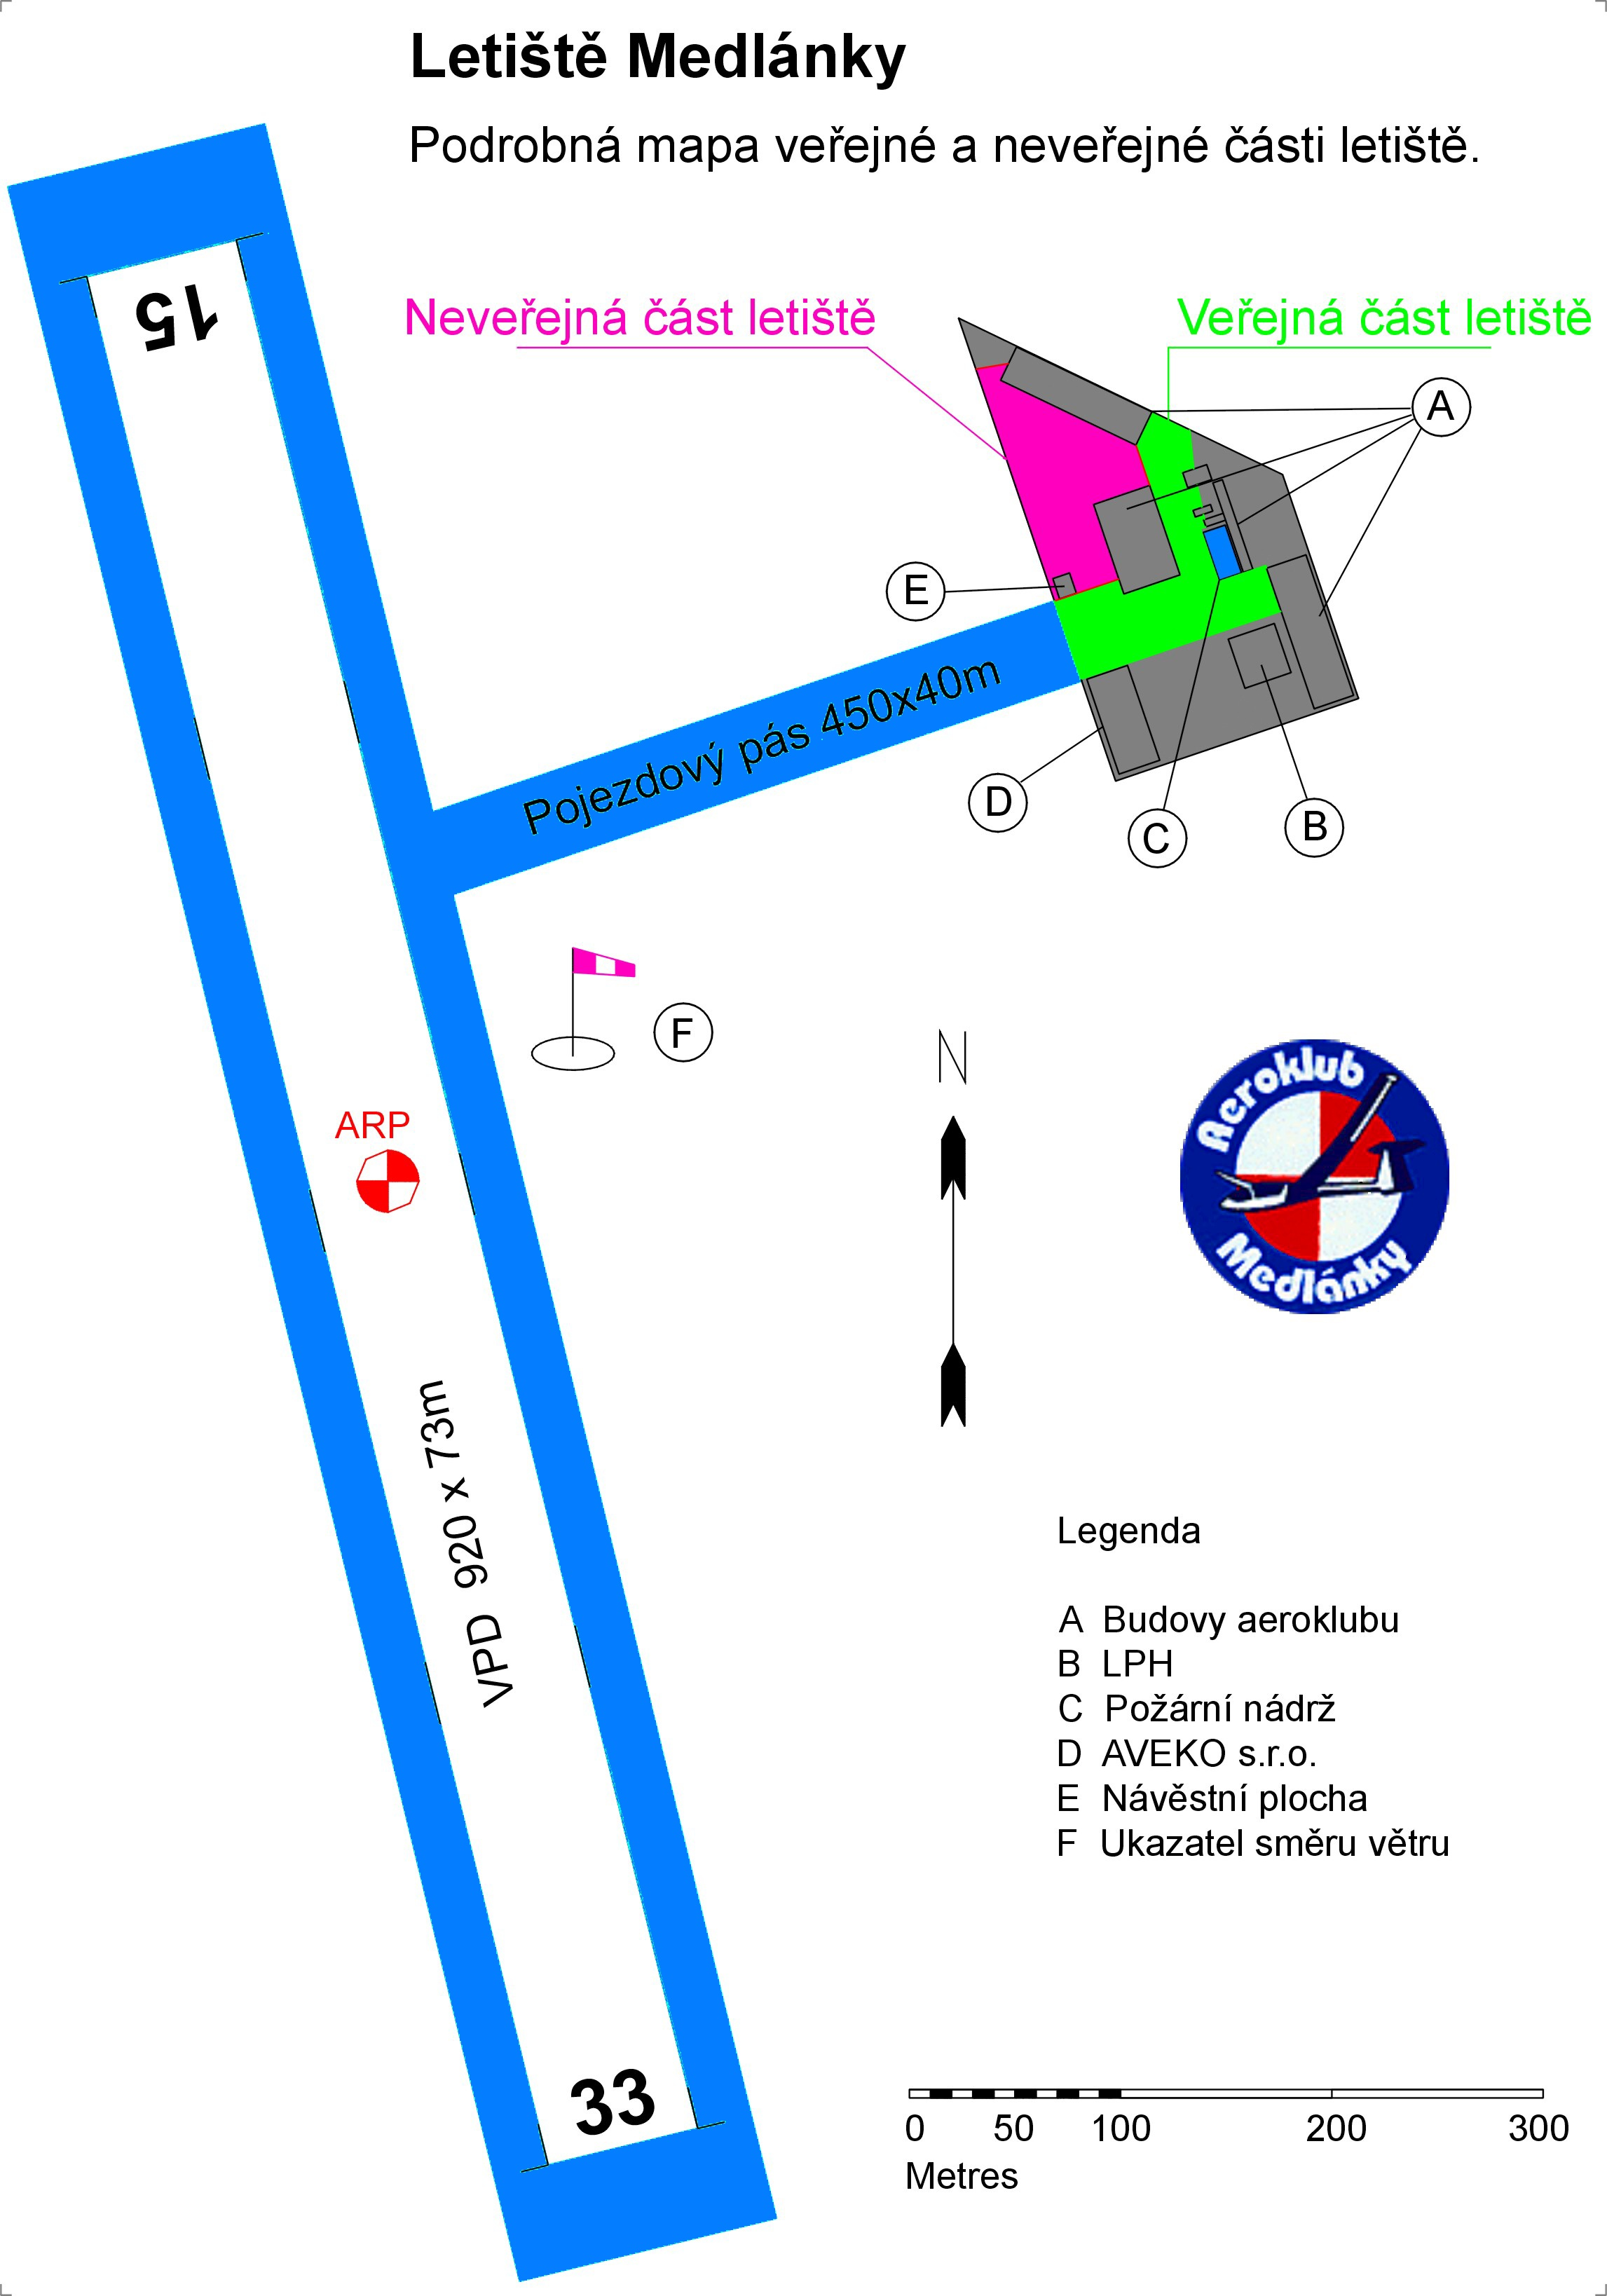 Letiště Medlánky
Podrobná mapa veřejné a neveřejné části letiště.
15
Neveřejná část letiště
Veřejná část letiště
A
E
Pojezdový pás 450x40m
D
C
B
F
N
ARP
Aeroklub
Medlánky
VPD 920 x 73m
Legenda
A Budovy aeroklubu
B LPH
C Požární nádrž
D AVEKO s.r.o.
E Návěstní plocha
F Ukazatel směru větru
33
0 50 100 200 300
Metres